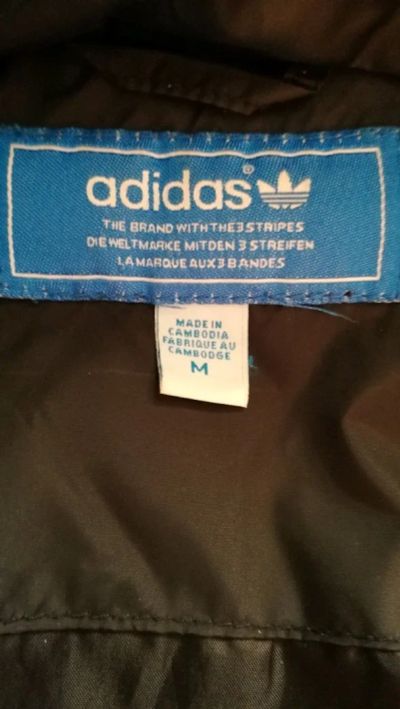 adidas®
THE BRAND WITH THE 3 STRIPES
DIE WELTMARKE MIT DEN 3 STREIFEN
LA MARQUE AUX 3 BANDES
MADE IN
CAMBODIA
FABRIQUE AU
CAMBODGE
M